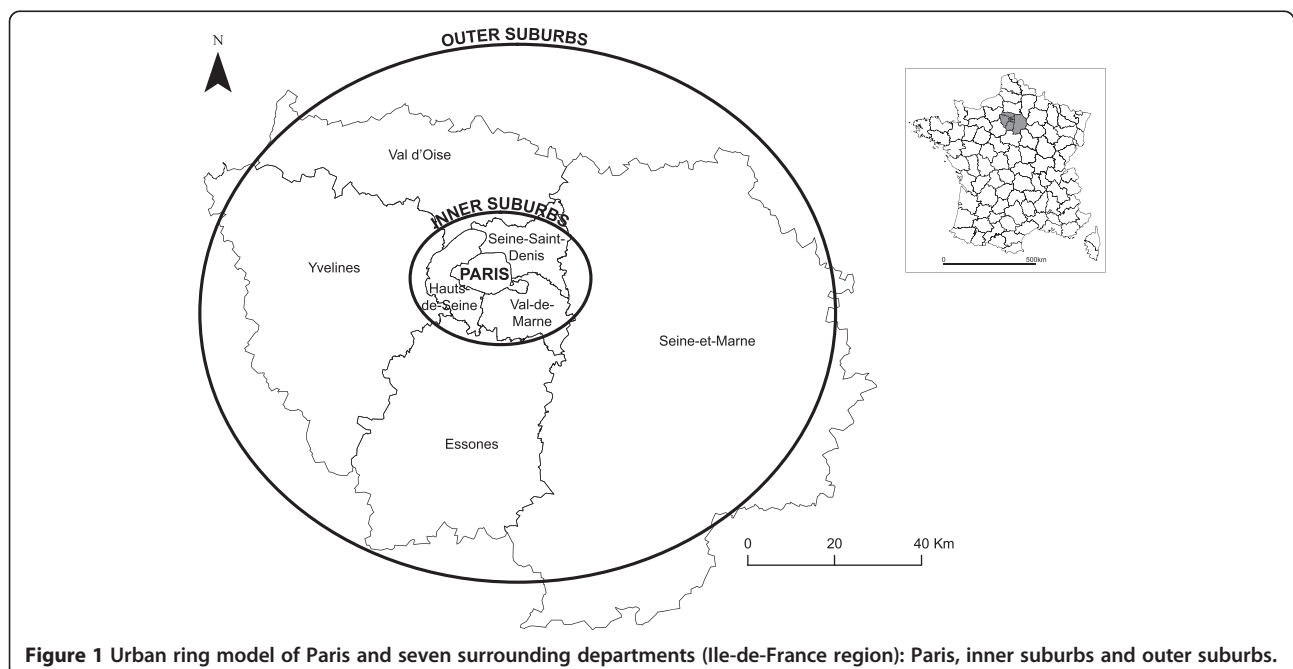 OUTER SUBURBS
N
Val d'Oise
INNER SUBURBS
Seine-Saint-
Denis
Yvelines
PARIS
Hauts-
de-Seine
Val-de-
Marne
Seine-et-Marne
Essones
0 500km
0 20 40 Km
Figure 1 Urban ring model of Paris and seven surrounding departments (Ile-de-France region): Paris, inner suburbs and outer suburbs.